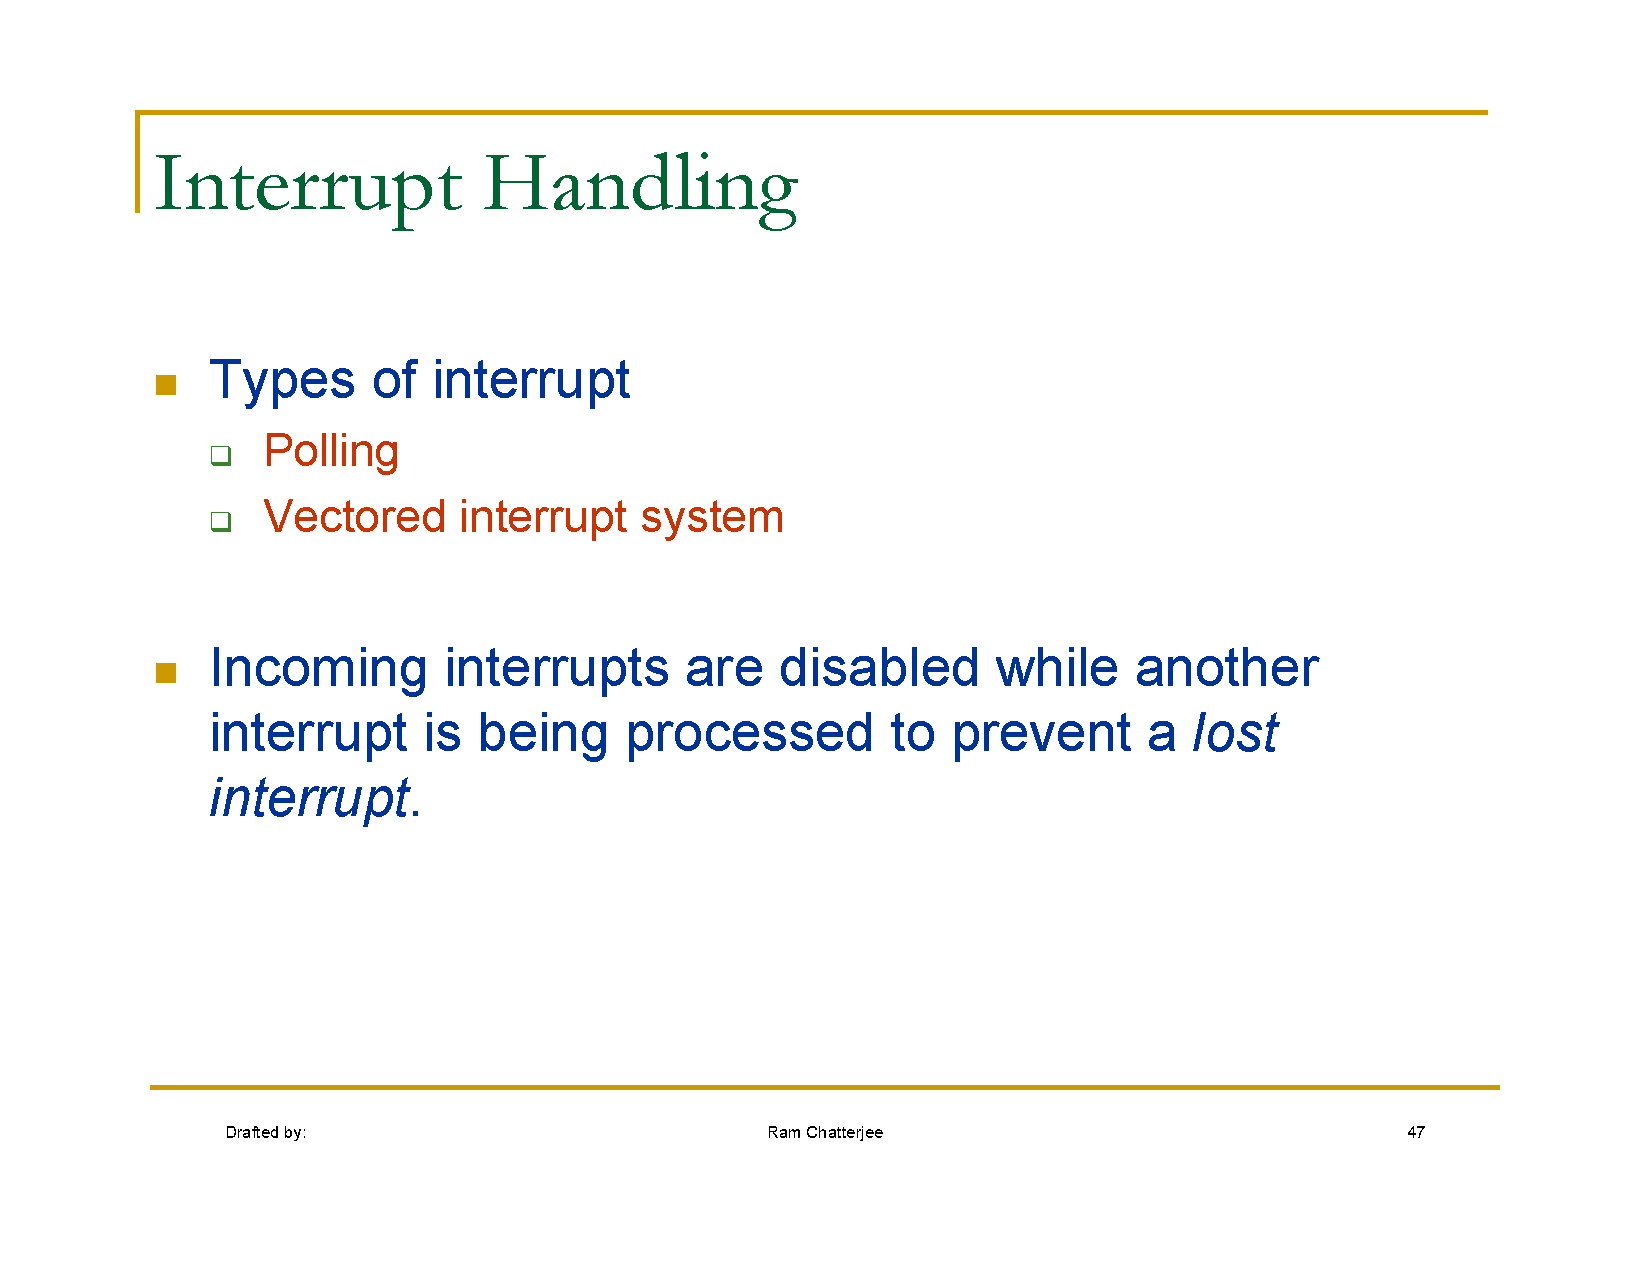 Interrupt Handling
Types of interrupt
Polling
Vectored interrupt system
Incoming interrupts are disabled while another
interrupt is being processed to prevent a lost
interrupt.
Drafted by: Ram Chatterjee 47